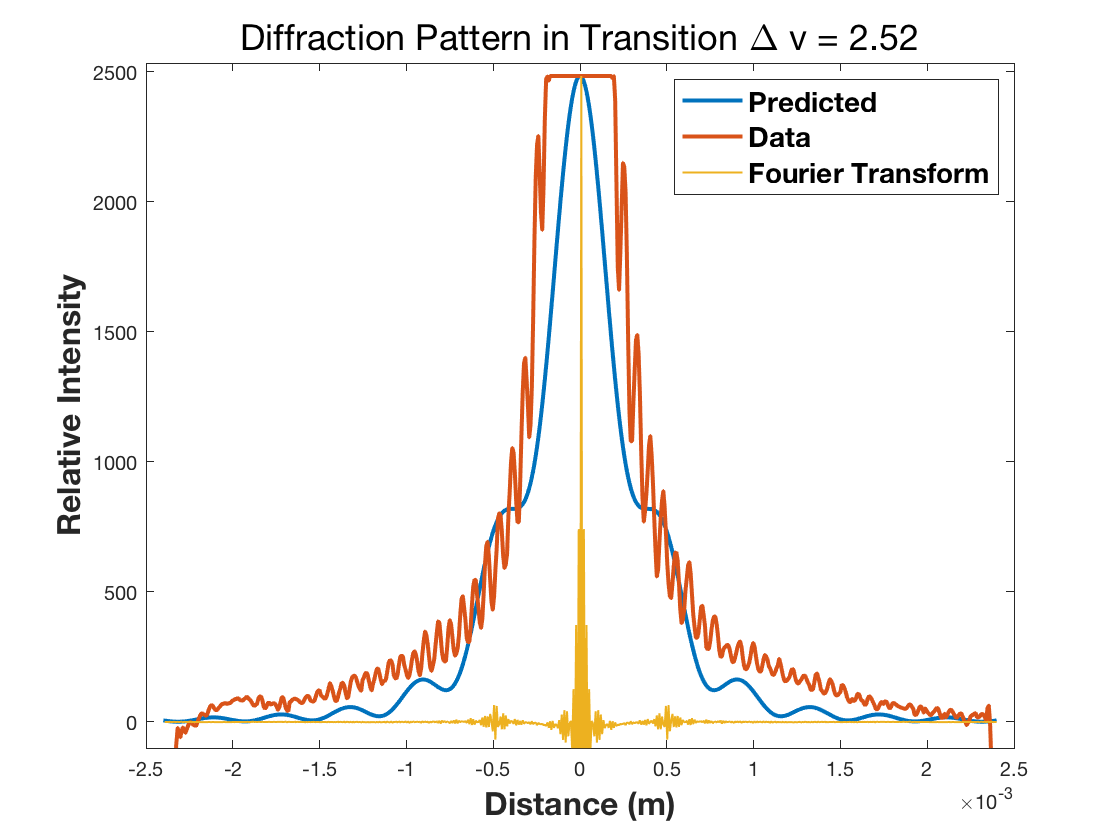 Diffraction Pattern in Transition Δ v = 2.52
Predicted
Data
Fourier Transform
Relative Intensity
2500
2000
1500
1000
500
0
-2.5 -2 -1.5 -1 -0.5 0 0.5 1 1.5 2 2.5
Distance (m)
×10-3